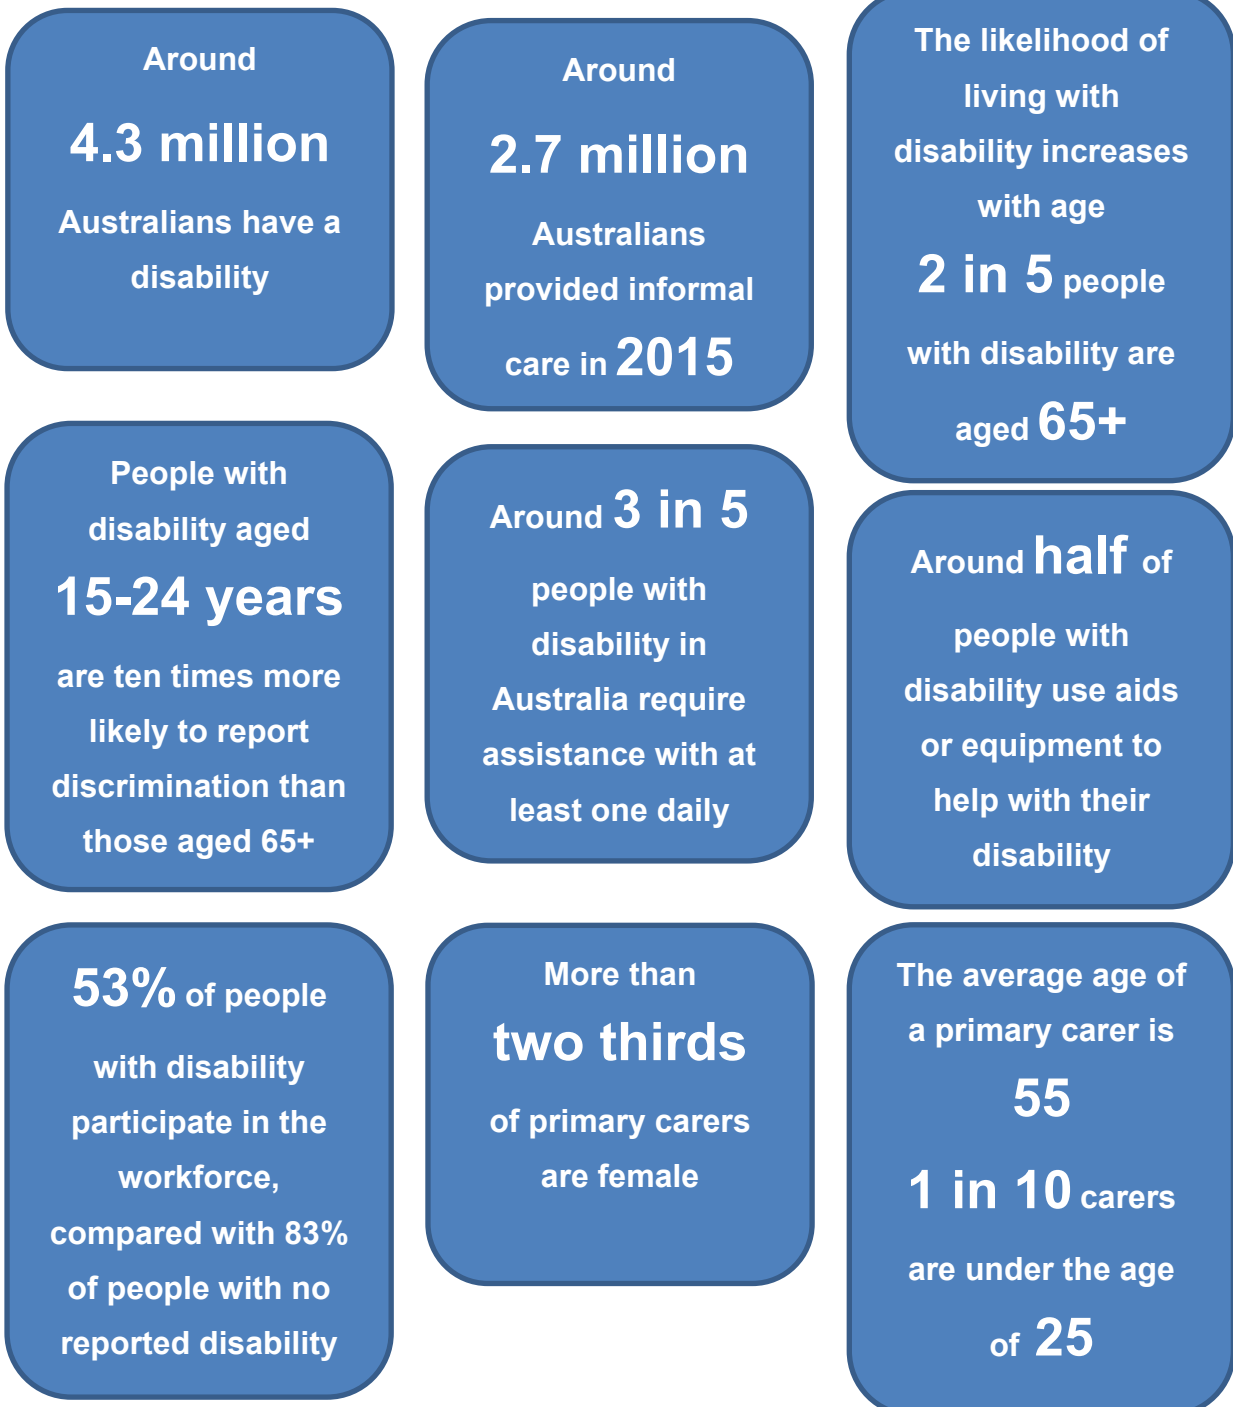 Around
4.3 million
Australians have a
disability
Around
2.7 million
Australians
provided informal
care in 2015
The likelihood of
living with
disability increases
with age
2 in 5 people
with disability are
aged 65+
People with
disability aged
15-24 years
are ten times more
likely to report
discrimination than
those aged 65+
Around 3 in 5
people with
disability in
Australia require
assistance with at
least one daily
Around half of
people with
disability use aids
or equipment to
help with their
disability
53% of people
with disability
participate in the
workforce,
compared with 83%
of people with no
reported disability
More than
two thirds
of primary carers
are female
The average age of
a primary carer is
55
1 in 10 carers
are under the age
of 25